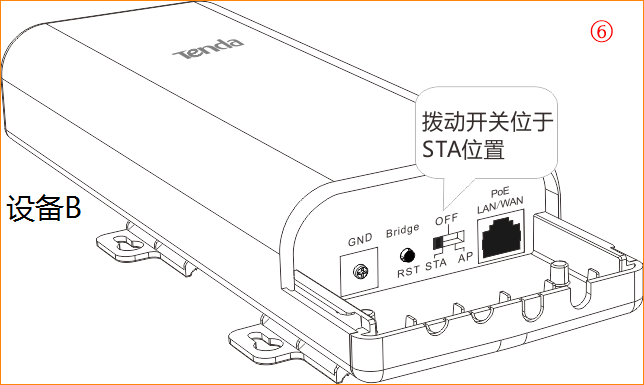 ⑥
Tenda
拨动开关位于
STA位置
设备B
PoE
LAN/WAN
OFF
Bridge
GND
RST
STA
AP